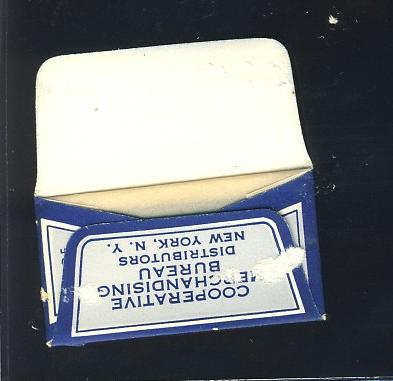 COOPERATIVE
MERCHANDISING
BUREAU
DISTRIBUTORS
NEW YORK, N. Y.